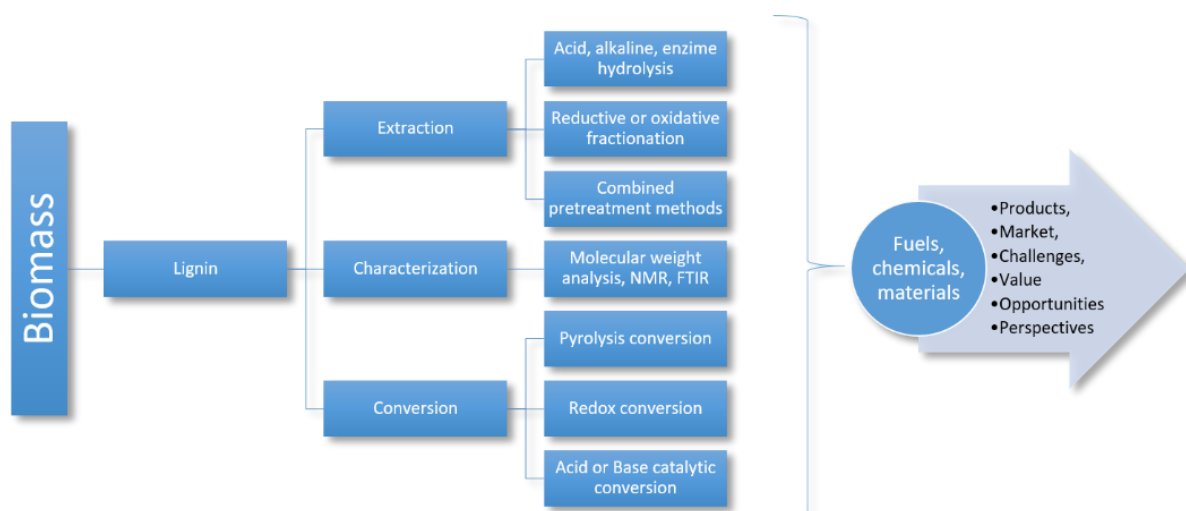 Biomass
Lignin
Extraction
Acid, alkaline, enzime
hydrolysis
Reductive or oxidative
fractionation
Combined
pretreatment methods
Characterization
Molecular weight
analysis, NMR, FTIR
Conversion
Pyrolysis conversion
Redox conversion
Acid or Base catalytic
conversion
Fuels,
chemicals,
materials
•Products,
•Market,
•Challenges,
•Value
•Opportunities
•Perspectives